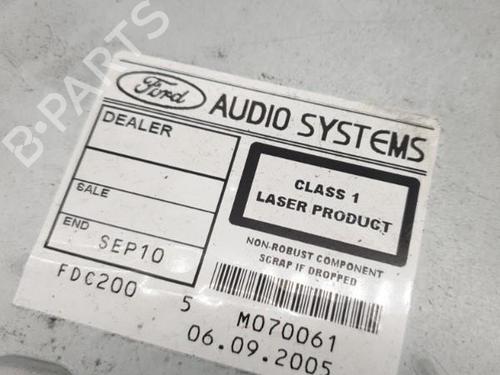 Ford
AUDIO SYSTEMS
DEALER
SALE
END SEP10
CLASS 1
LASER PRODUCT
NON-ROBUST COMPONENT
SCRAP IF DROPPED
FDC200 5 M070061
06.09.2005
B-PARTS